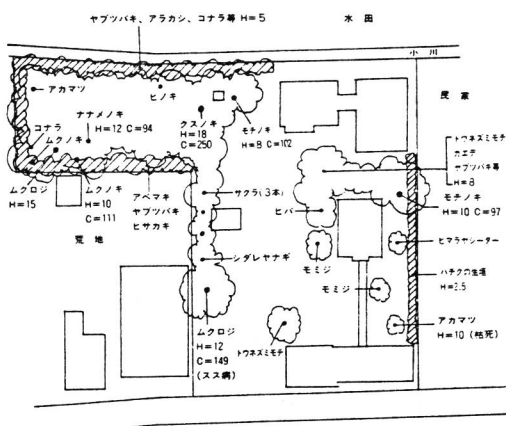 ヤブツバキ、アラカシ、コナラ等 H=5
水田
小川
民家
アカマツ
ヒノキ
ナナメノキ
H=12 C=94
クスノキ
H=18
C=250
モチノキ
H=8 C=102
コナラ
ムクノキ
トウネズミモチ
カエデ
ヤブツバキ等
H=8
ムクロジ
H=15
ムクノキ
H=10
C=111
アベマキ
ヤブツバキ
ヒサカキ
サクラ(3本)
ヒバ
モチノキ
H=10 C=97
荒地
シダレヤナギ
モミジ
ヒマラヤシーダー
モミジ
ハチクの生垣
H=2.5
ムクロジ
H=12
C=149
(スス病)
トウネズミモチ
アカマツ
H=10 (枯死)